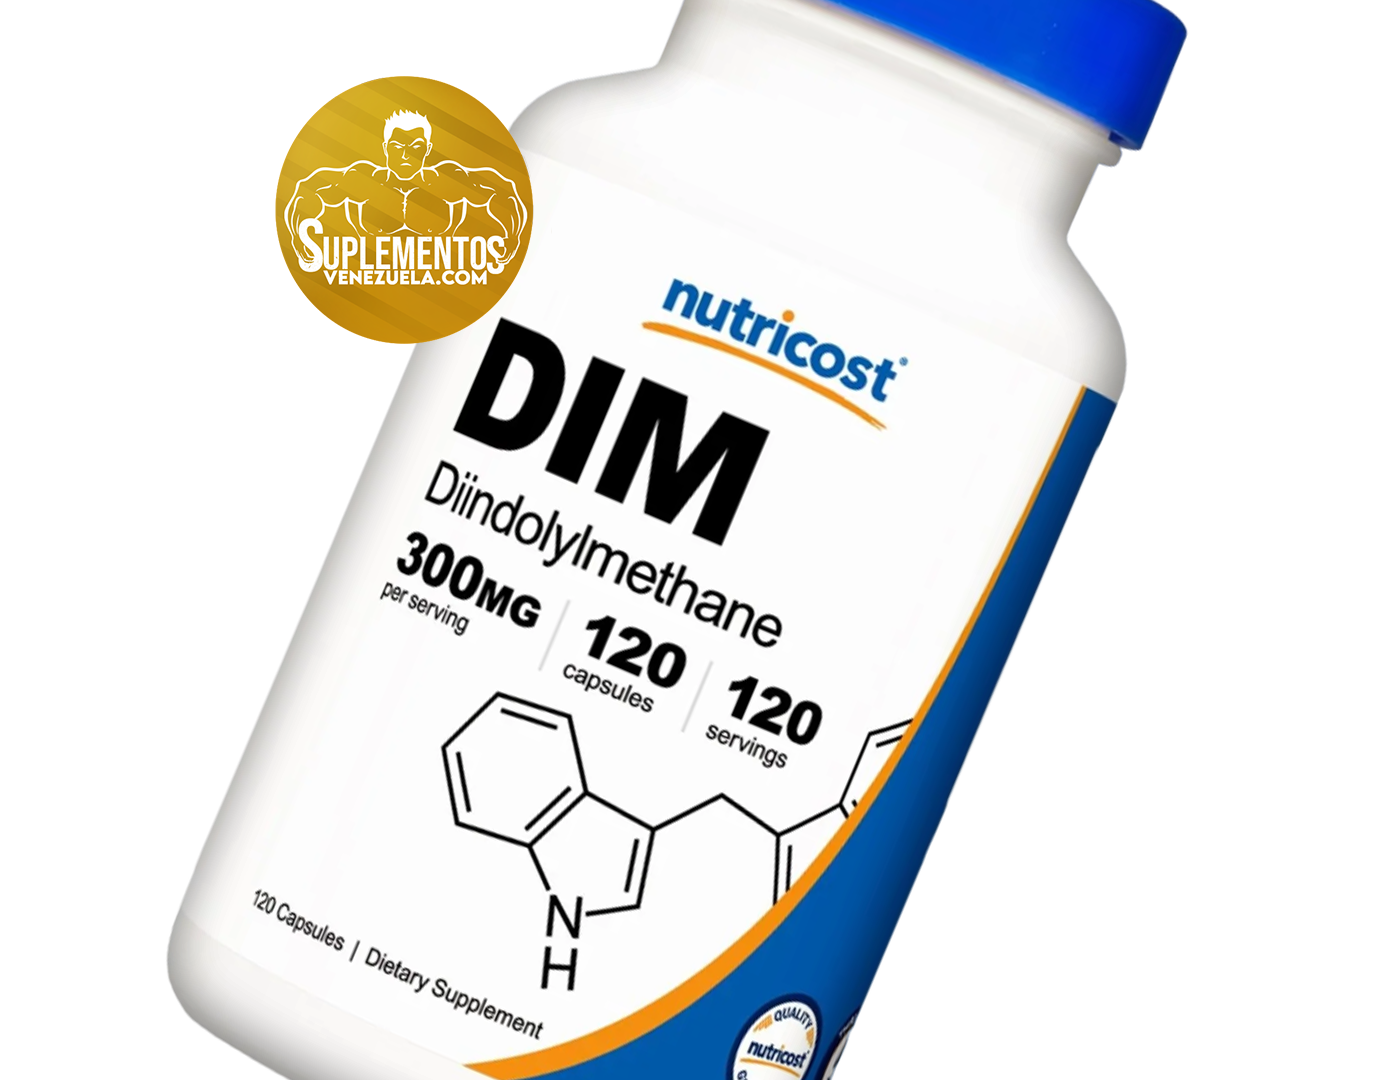 SUPLEMENTOS
VENEZUELA.COM
nutricost®
DIM
Diindolylmethane
300MG
per serving
120
capsules
120
servings
N
H
120 Capsules | Dietary Supplement
QUALITY
nutricost®